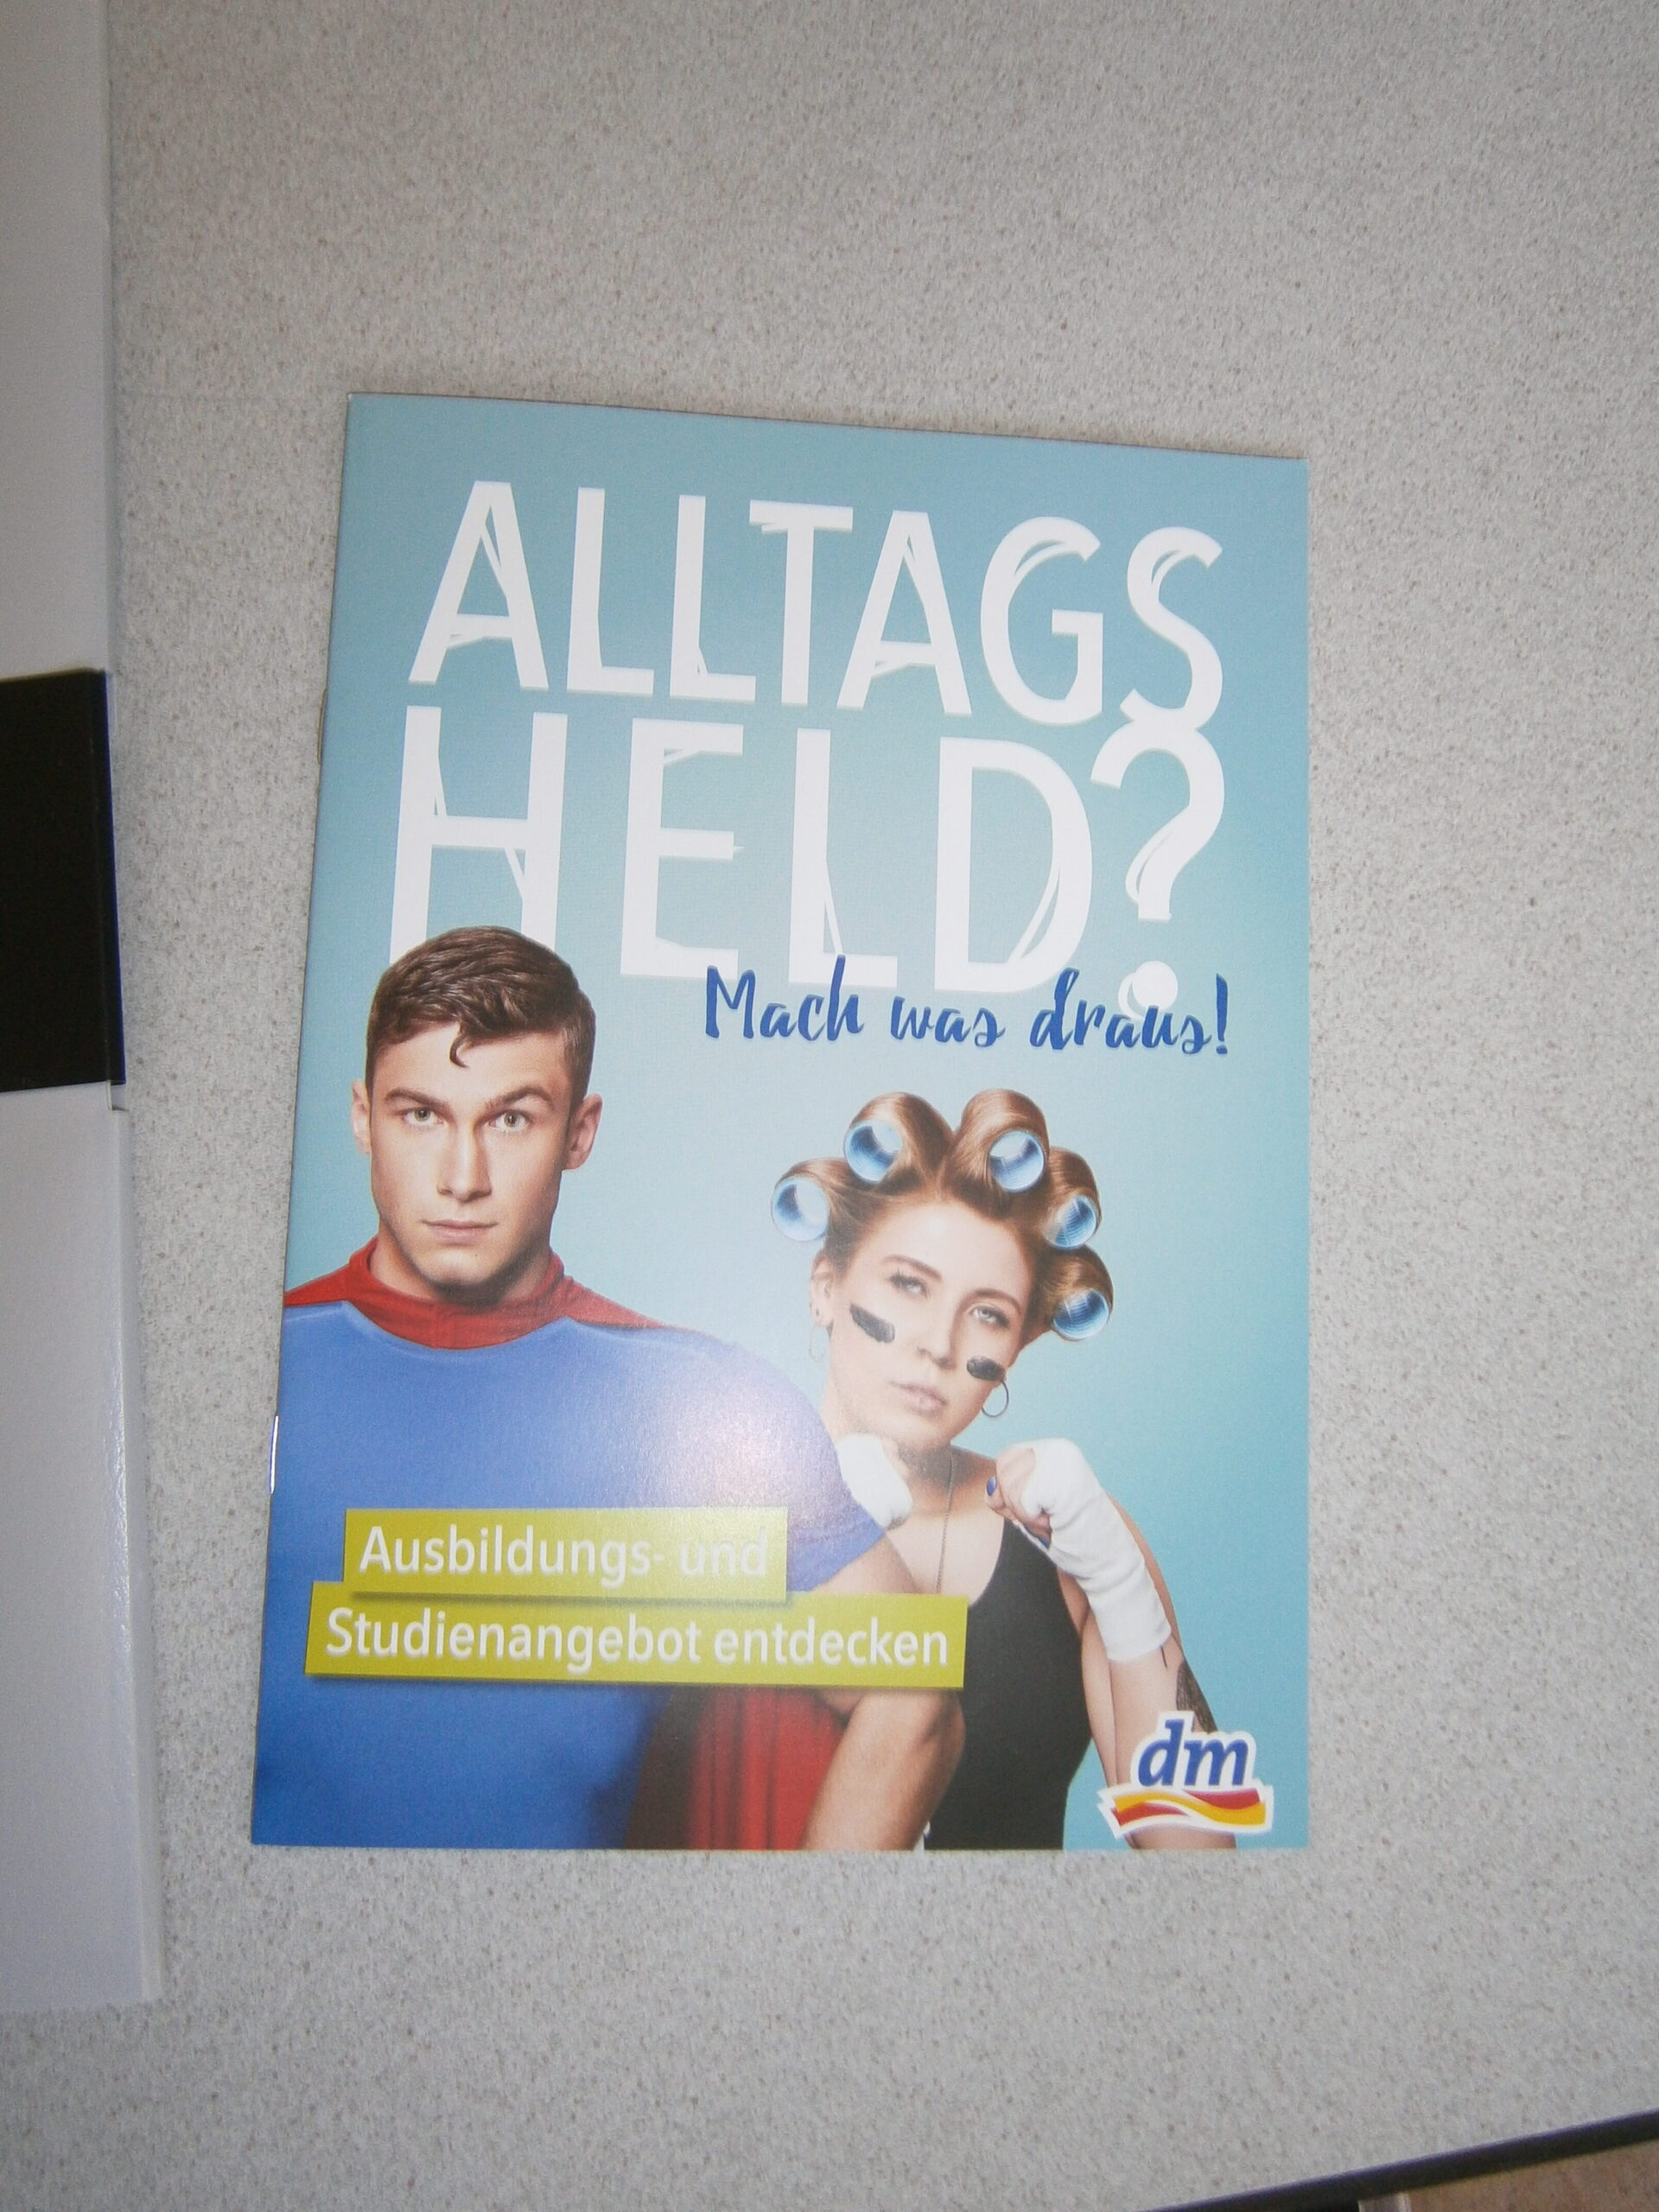 ALLTAGS
HELD?
Mach was draus!
Ausbildungs- und
Studienangebot entdecken
dm